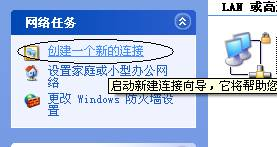 LAN 或高
网络任务
创建一个新的连接
设置家庭或小型办公网
络
启动新建连接向导，它将帮助您
更改 Windows 防火墙设
置